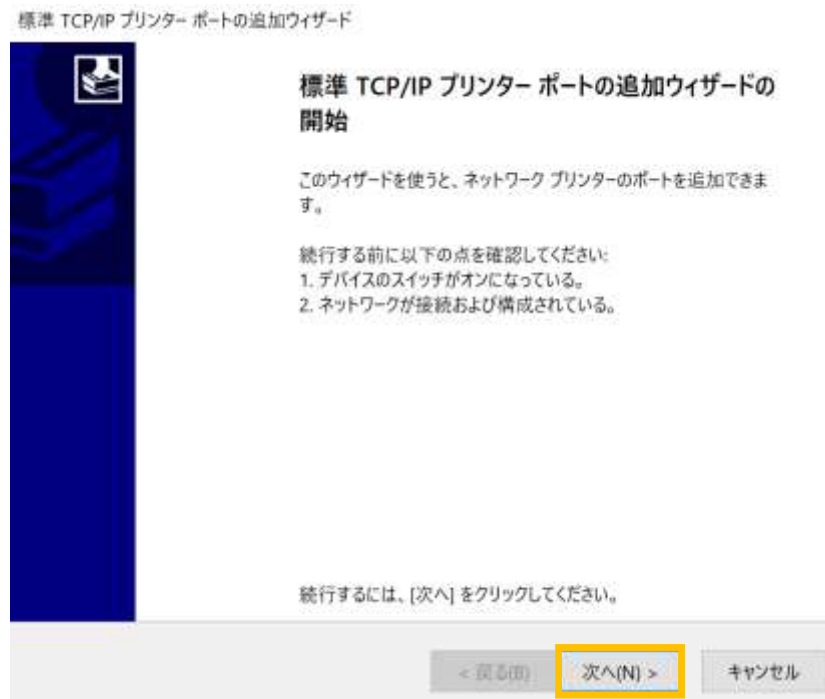 標準 TCP/IP プリンター ポートの追加ウィザード
標準 TCP/IP プリンター ポートの追加ウィザードの
開始
このウィザードを使うと、ネットワーク プリンターのポートを追加できま
す。
続行する前に以下の点を確認してください:
1. デバイスのスイッチがオンになっている。
2. ネットワークが接続および構成されている。
続行するには、[次へ] をクリックしてください。
< 戻る(B)
次へ(N) >
キャンセル